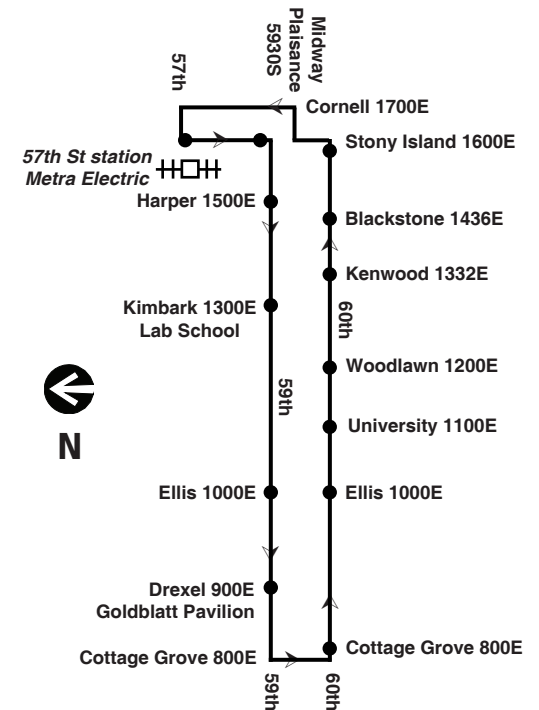 57th
Midway
Plaisance
5930S
Cornell 1700E
Stony Island 1600E
57th St station
Metra Electric
Harper 1500E
Blackstone 1436E
Kenwood 1332E
Kimbark 1300E
Lab School
60th
Woodlawn 1200E
59th
University 1100E
N
Ellis 1000E
Ellis 1000E
Drexel 900E
Goldblatt Pavilion
Cottage Grove 800E
Cottage Grove 800E
59th
60th